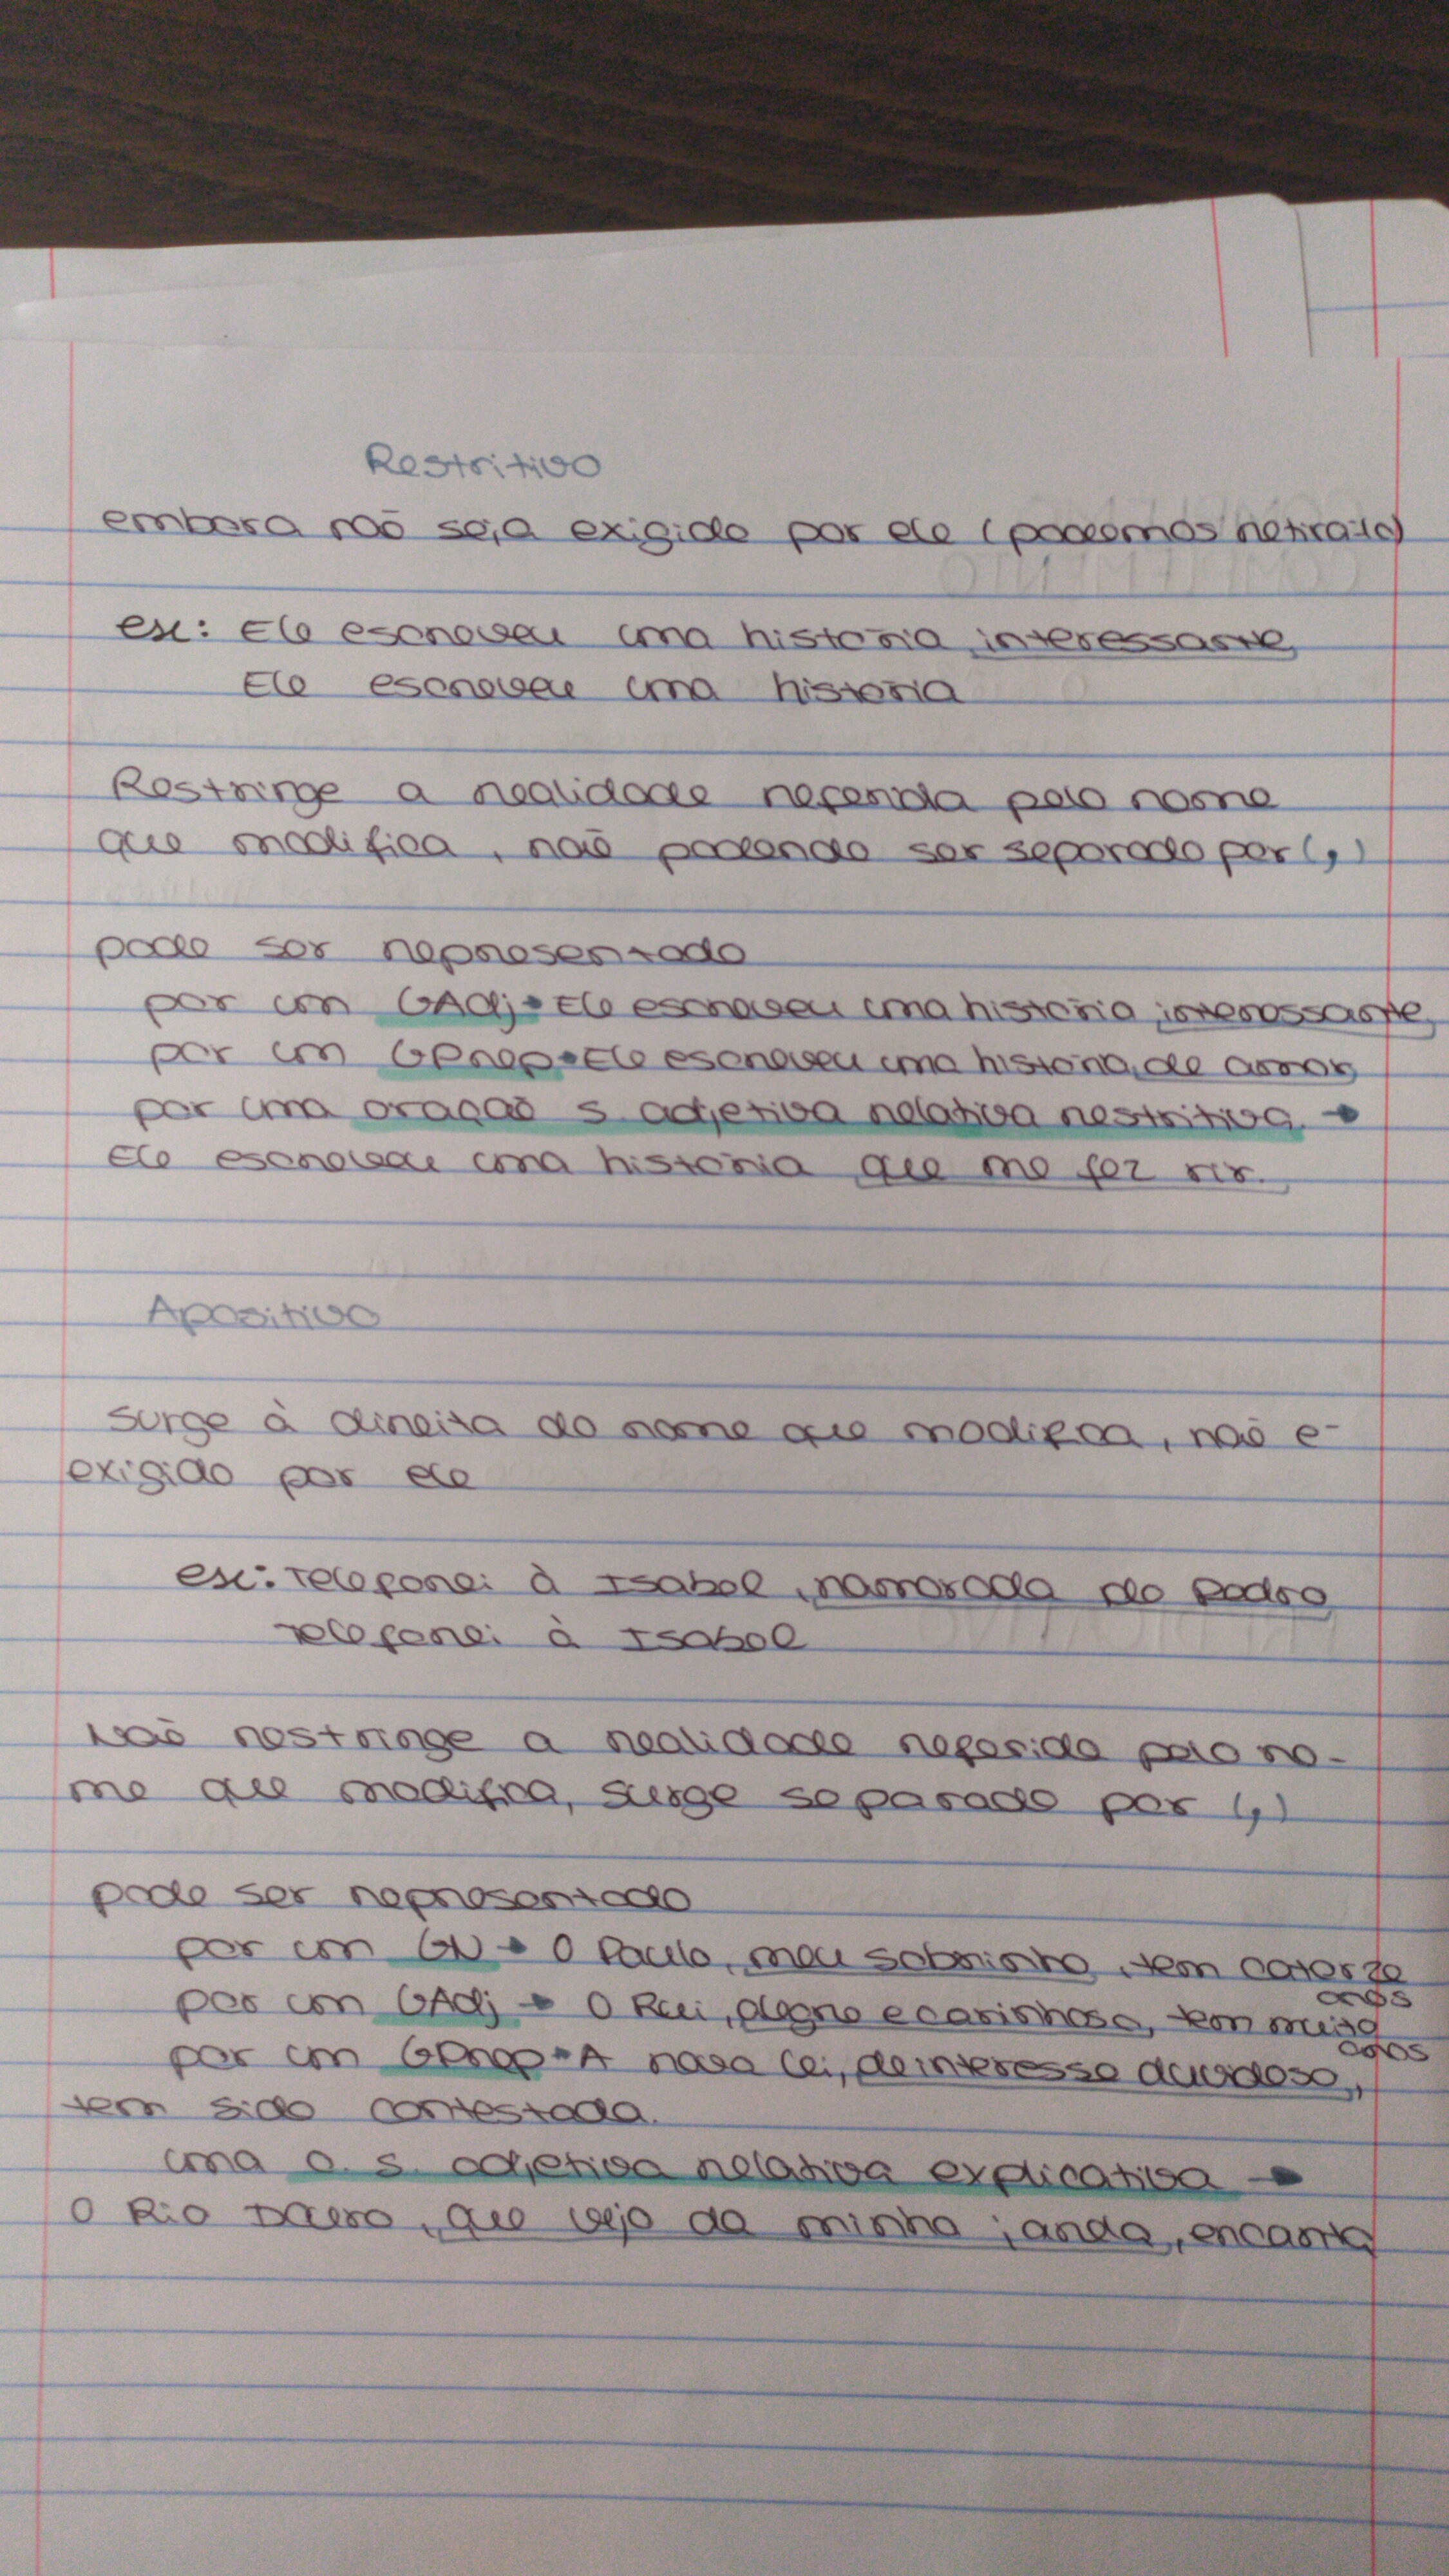 Restritivo
embora não seja exigido por ele (podemos retirá-lo)
ex: Ele escreveu uma história interessante
Ele escreveu uma história
Restringe a realidade referida pelo nome
que modifica, não podendo ser separado por (,)
pode ser representado
por um GAdj → Ele escreveu uma história interessante
por um GPrep → Ele escreveu uma história de amor
por uma oração s adjetiva relativa restritiva. →
Ele escreveu uma história que me fez rir.
Apositivo
Surge à direita do nome que modifica, não e-
exigido por ele
ex: Telefonei à Isabel, namorada do Pedro
Telefonei à Isabel
Não restringe a realidade referida pelo no-
me que modifica, surge separado por (,)
pode ser representado
por um GN → O Paulo, meu sobrinho, tem catorze
anos
por um GAdj → O Rui, alegre e carinhoso, tem
por um GPrep → A nova lei, de interesse duvidoso,
tem sido contestada.
uma o. s. adjetiva relativa explicativa →
O Rio Douro, que vejo da minha janda, encanta